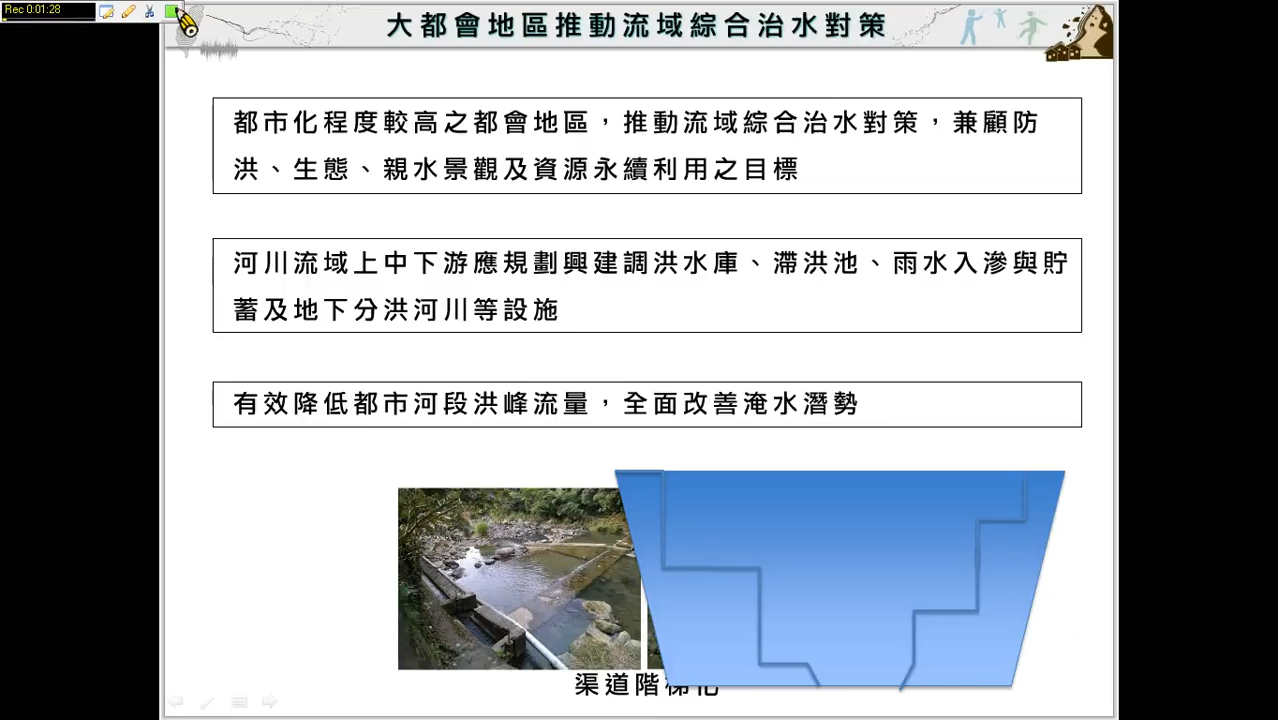 Rec 0:01:28
大都會地區推動流域綜合治水對策
都市化程度較高之都會地區，推動流域綜合治水對策，兼顧防
洪、生態、親水景觀及資源永續利用之目標
河川流域上中下游應規劃興建調洪水庫、滯洪池、雨水入滲與貯
蓄及地下分洪河川等設施
有效降低都市河段洪峰流量，全面改善淹水潛勢
渠道階梯化